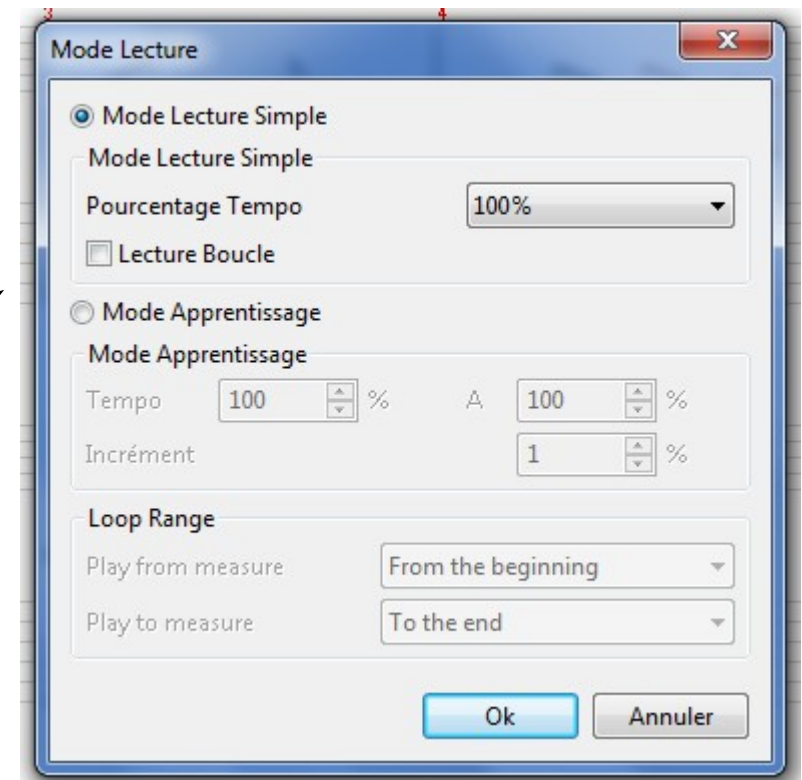 3 4
Mode Lecture
Mode Lecture Simple
Mode Lecture Simple
Pourcentage Tempo 100%
Lecture Boucle
Mode Apprentissage
Mode Apprentissage
Tempo 100 % A 100 %
Incrément 1 %
Loop Range
Play from measure From the beginning
Play to measure To the end
Ok Annuler